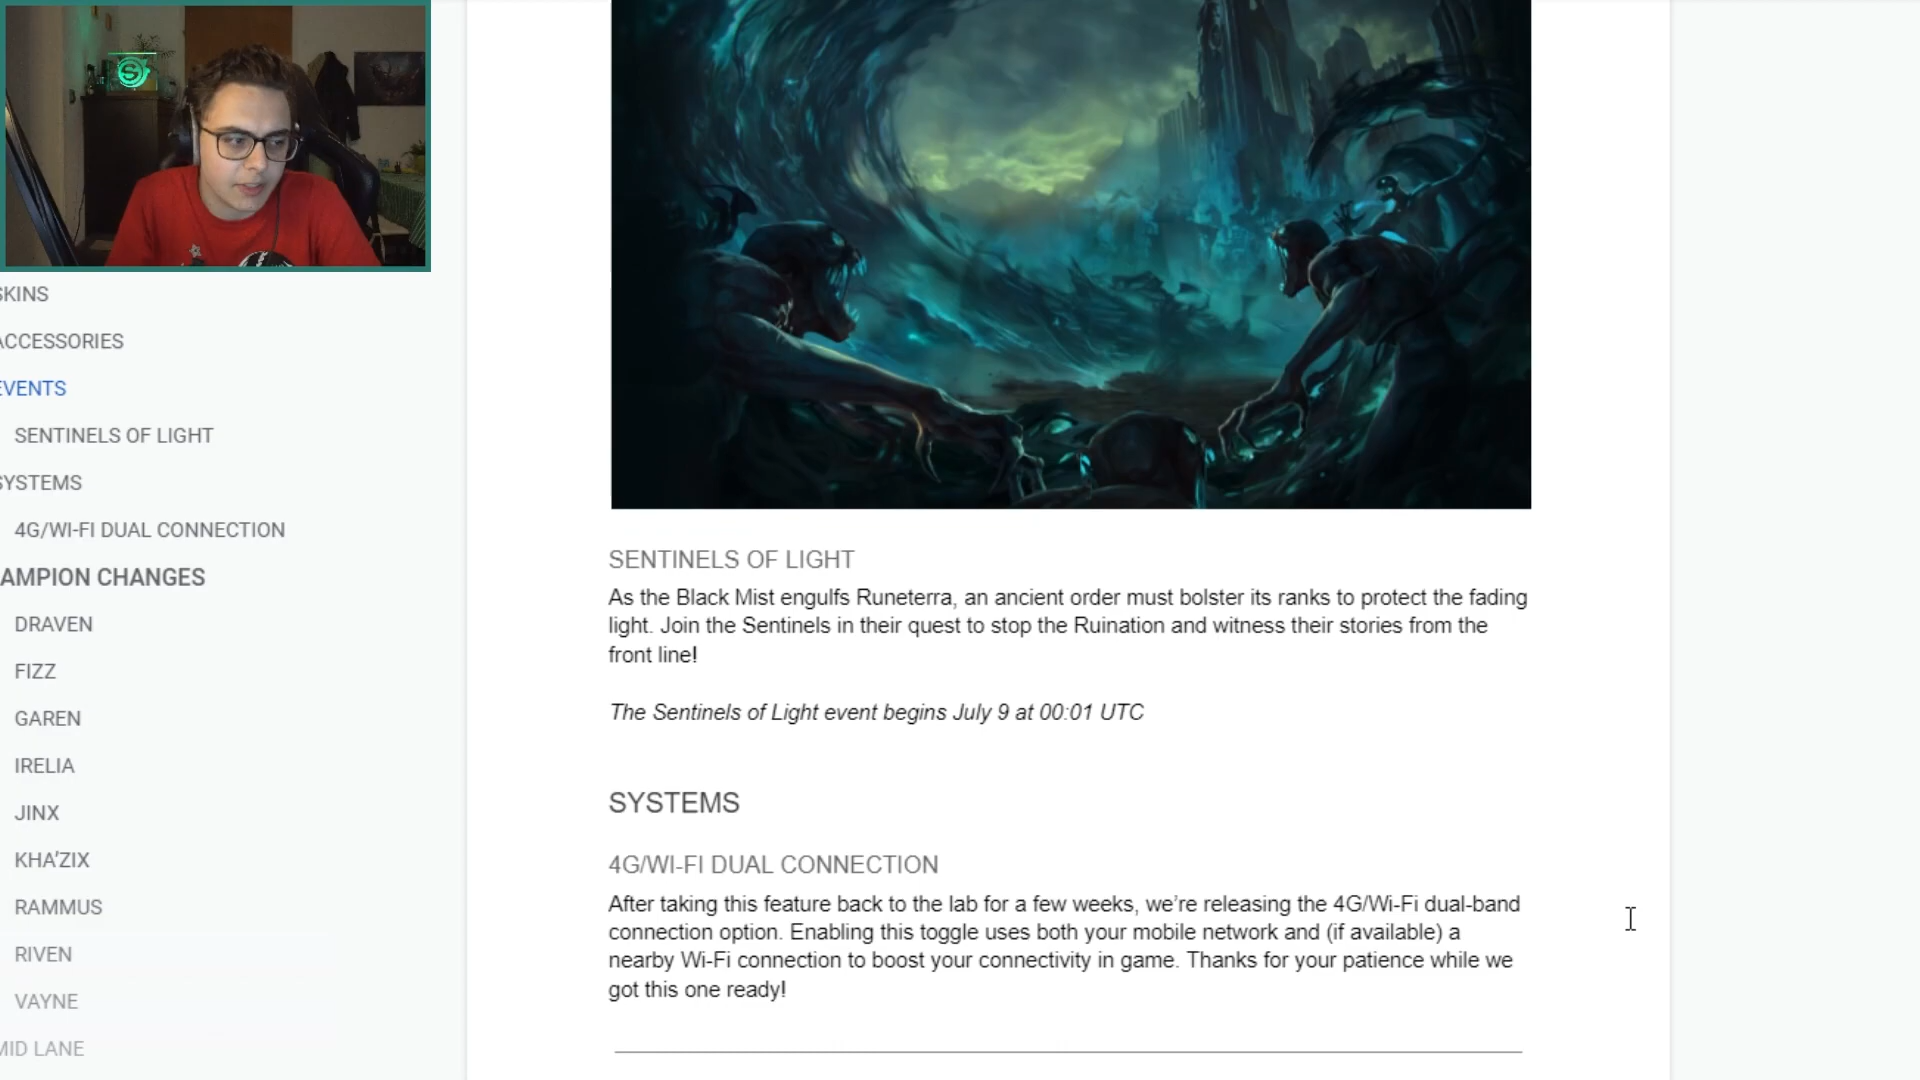 SKINS
ACCESSORIES
EVENTS
SENTINELS OF LIGHT
SYSTEMS
4G/WI-FI DUAL CONNECTION
AMPION CHANGES
DRAVEN
FIZZ
GAREN
IRELIA
JINX
KHA'ZIX
RAMMUS
RIVEN
VAYNE
MID LANE
SENTINELS OF LIGHT
As the Black Mist engulfs Runeterra, an ancient order must bolster its ranks to protect the fading
light. Join the Sentinels in their quest to stop the Ruination and witness their stories from the
front line!
The Sentinels of Light event begins July 9 at 00:01 UTC
SYSTEMS
4G/WI-FI DUAL CONNECTION
After taking this feature back to the lab for a few weeks, we're releasing the 4G/Wi-Fi dual-band
connection option. Enabling this toggle uses both your mobile network and (if available) a
nearby Wi-Fi connection to boost your connectivity in game. Thanks for your patience while we
got this one ready!